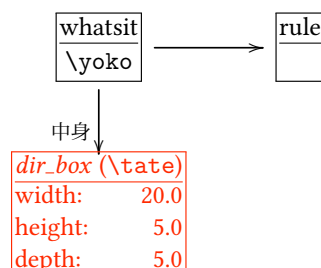 whatsit
\yoko
rule
中身
dir_box (\tate)
width: 20.0
height: 5.0
depth: 5.0